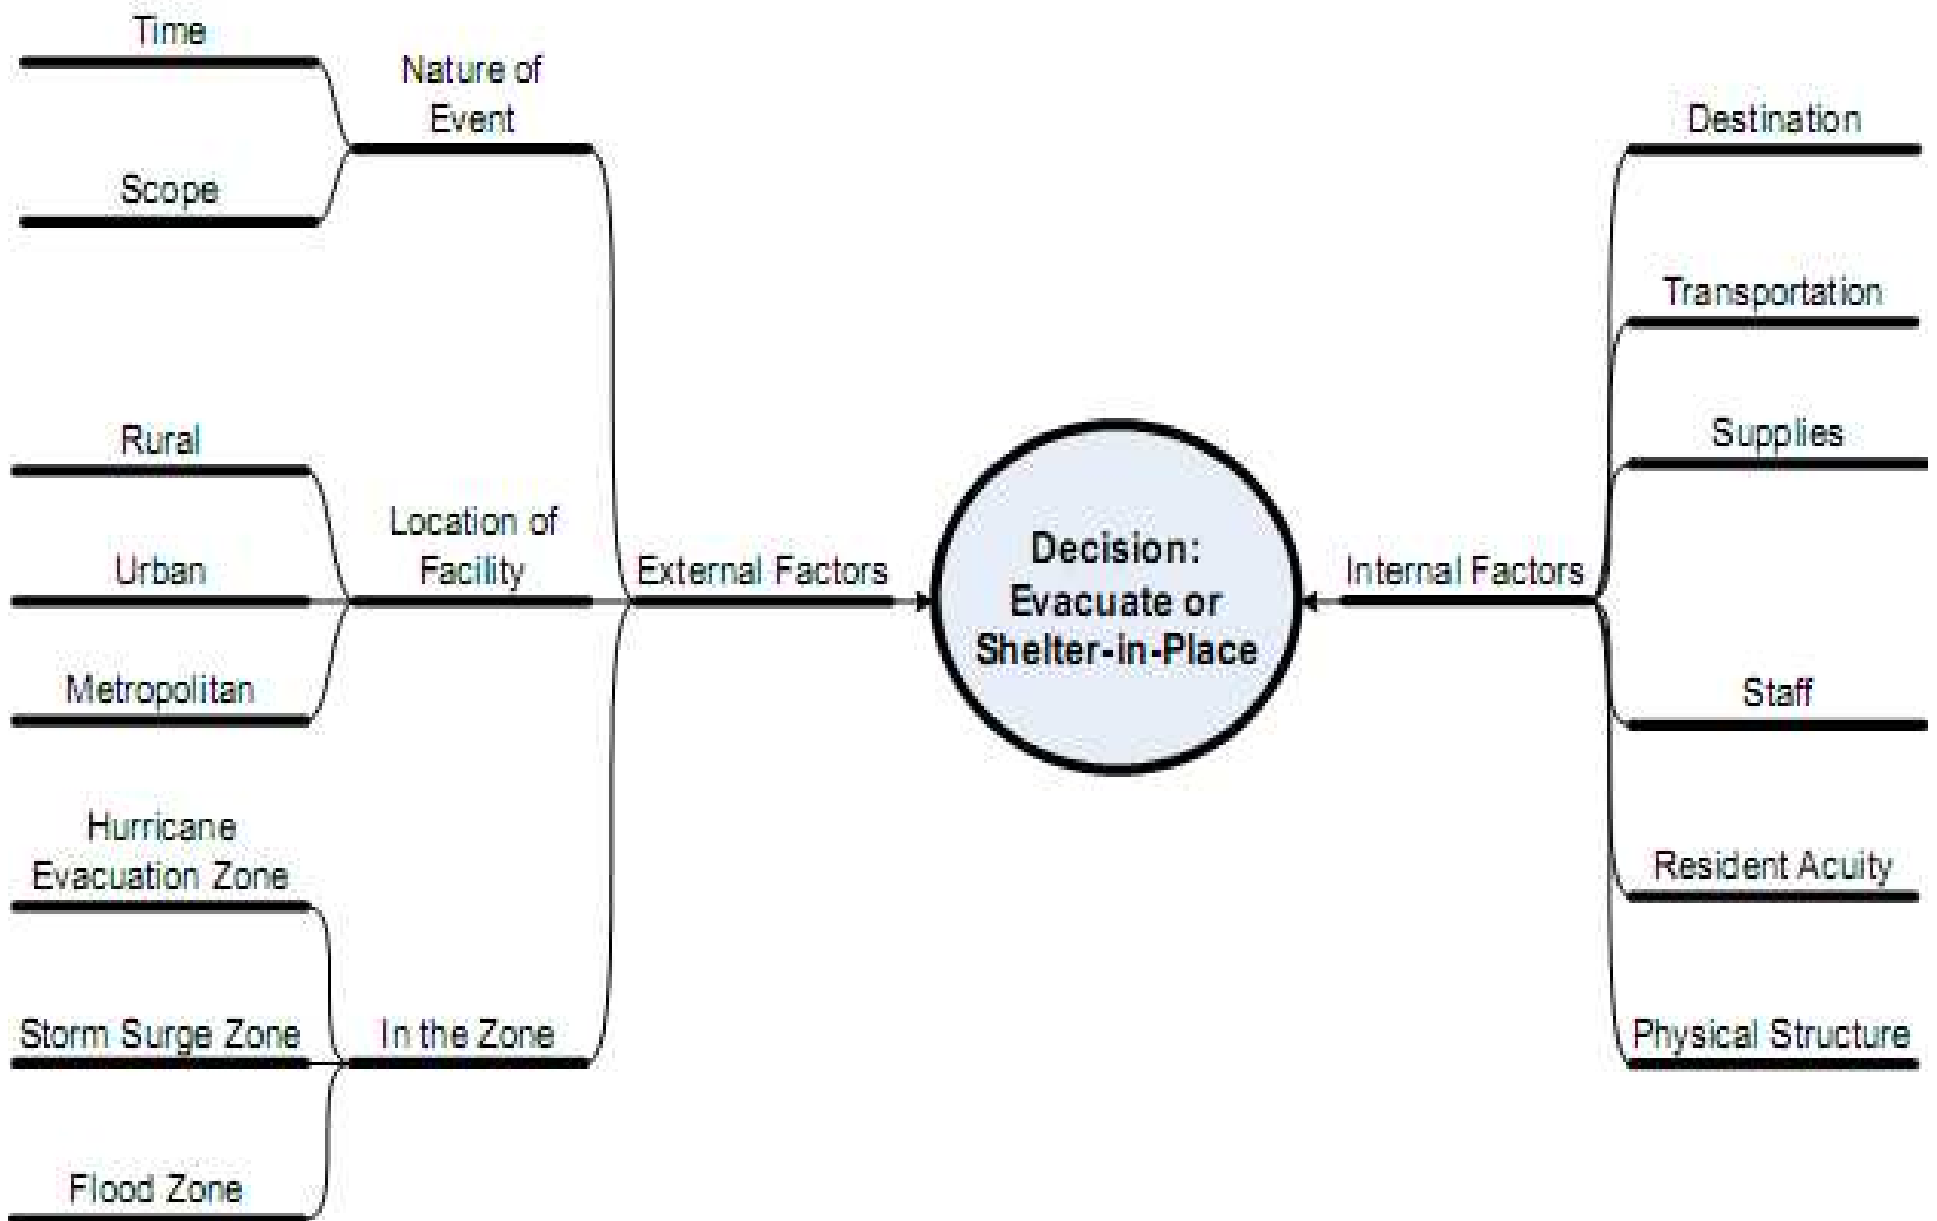 Time
Scope
Nature of
Event
Rural
Urban
Metropolitan
Location of
Facility
Hurricane
Evacuation Zone
Storm Surge Zone
Flood Zone
In the Zone
External Factors
Decision:
Evacuate or
Shelter-in-Place
Internal Factors
Destination
Transportation
Supplies
Staff
Resident Acuity
Physical Structure